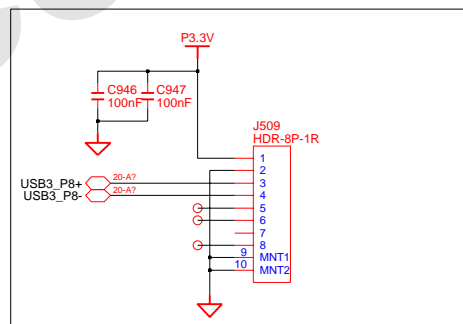 P3.3V
C946 C947
100nF 100nF
J509
HDR-8P-1R
1
2
USB3_P8+ 20-A? 3
USB3_P8- 20-A? 4
5
6
7
8
9 MNT1
10 MNT2